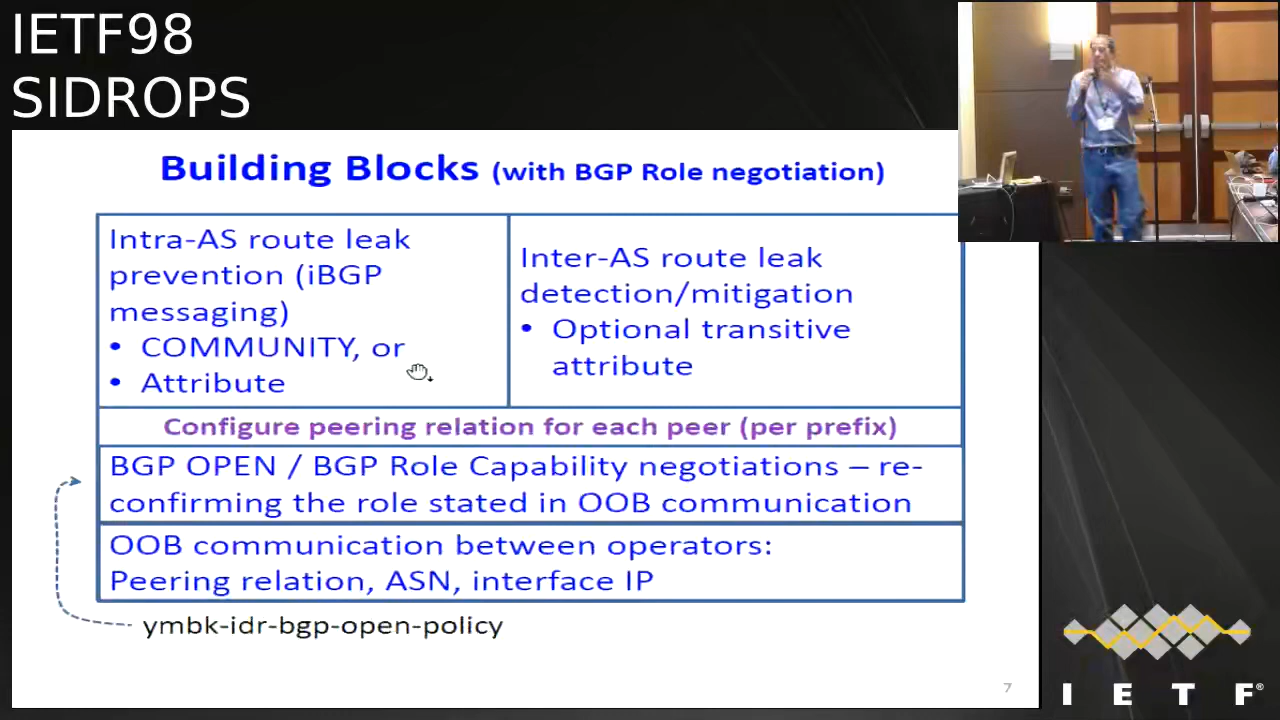 IETF98
SIDROPS
Building Blocks (with BGP Role negotiation)
Intra-AS route leak
prevention (iBGP
messaging)
• COMMUNITY, or
• Attribute
Inter-AS route leak
detection/mitigation
• Optional transitive
attribute
Configure peering relation for each peer (per prefix)
BGP OPEN / BGP Role Capability negotiations – re-
confirming the role stated in OOB communication
OOB communication between operators:
Peering relation, ASN, interface IP
ymbk-idr-bgp-open-policy
7
I E T F®